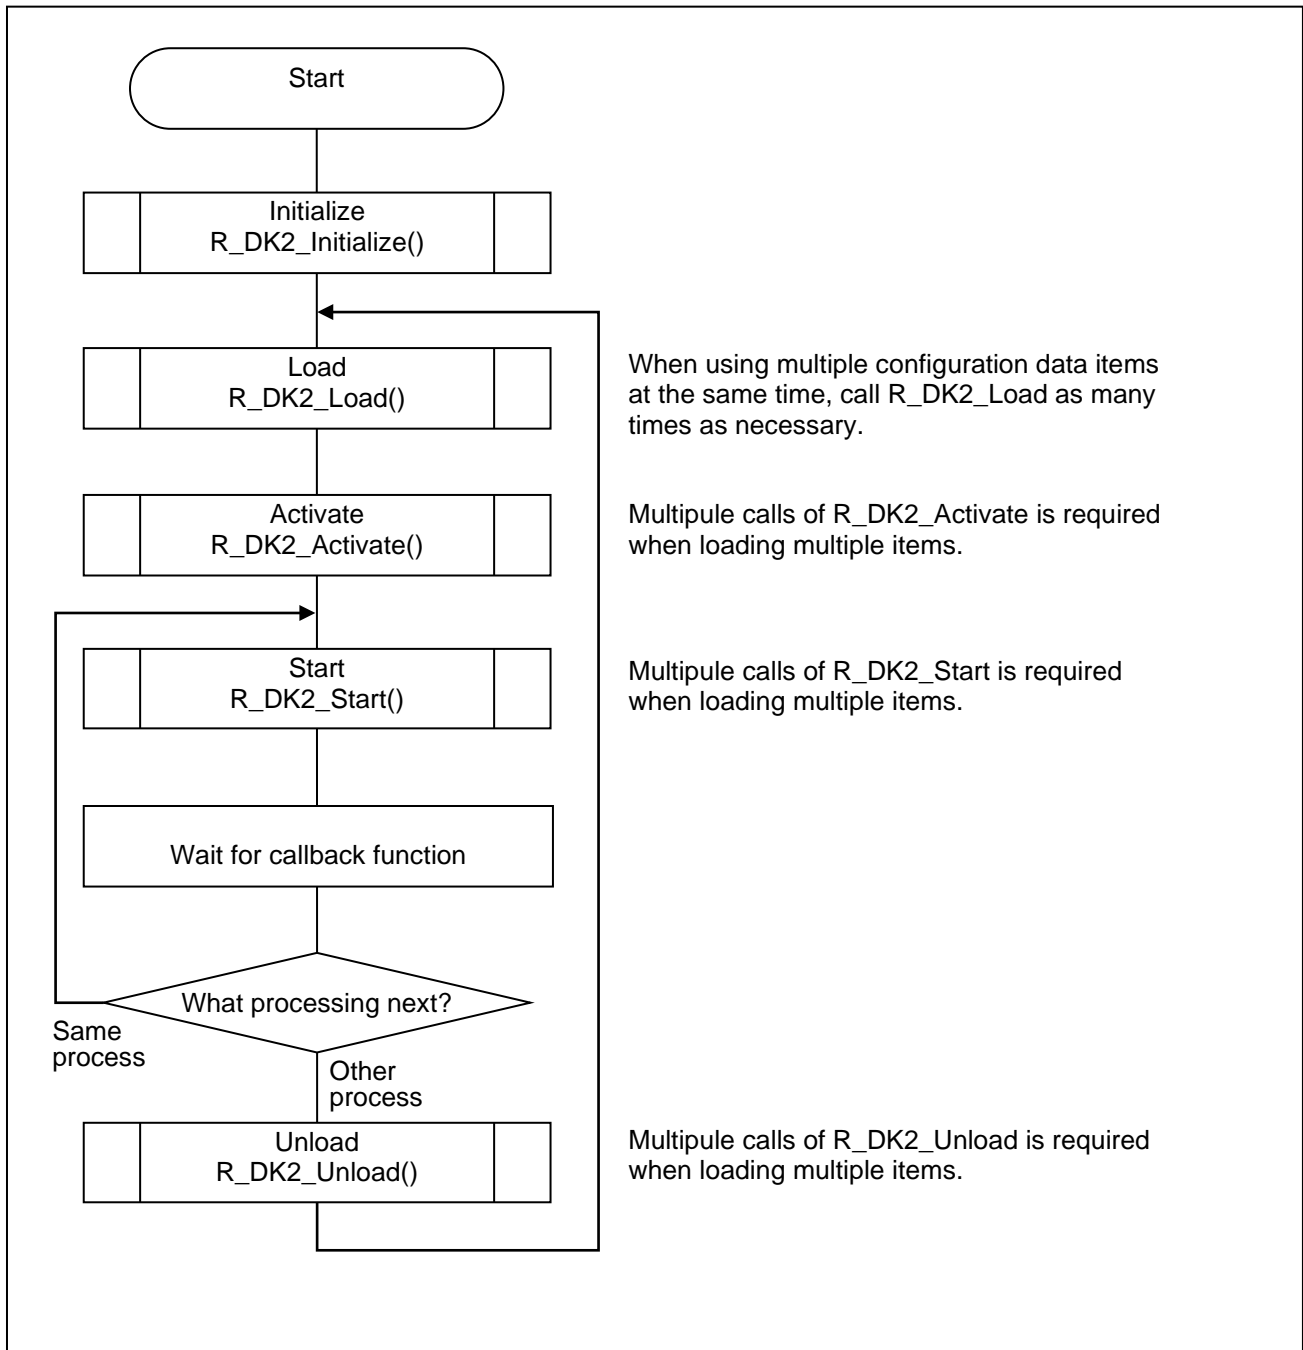 Start
Initialize
R_DK2_Initialize()
Load
R_DK2_Load()
When using multiple configuration data items
at the same time, call R_DK2_Load as many
times as necessary.
Activate
R_DK2_Activate()
Multipule calls of R_DK2_Activate is required
when loading multiple items.
Start
R_DK2_Start()
Multipule calls of R_DK2_Start is required
when loading multiple items.
Wait for callback function
What processing next?
Same
process
Other
process
Unload
R_DK2_Unload()
Multipule calls of R_DK2_Unload is required
when loading multiple items.